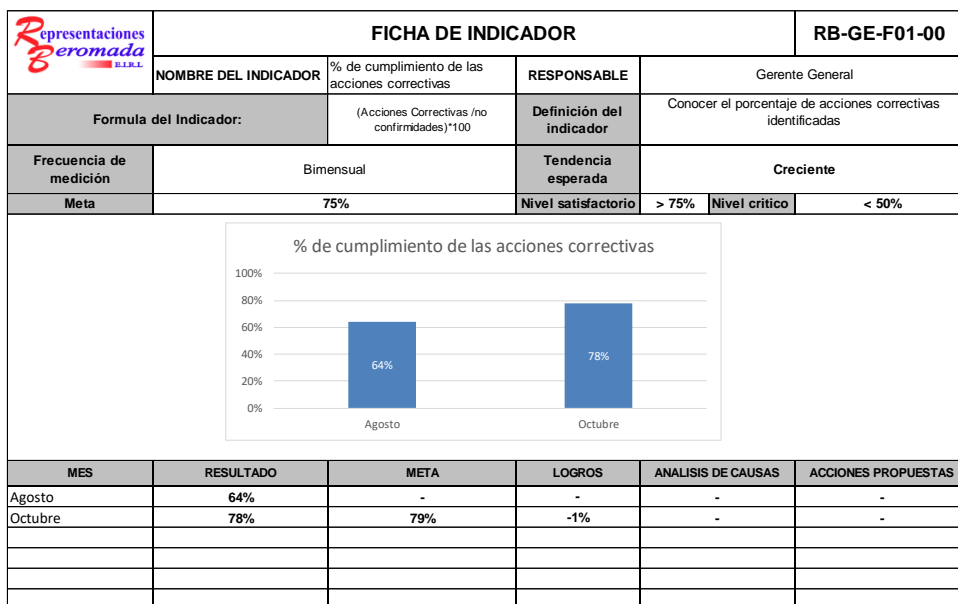 Representaciones
Beromada
E.I.R.L
FICHA DE INDICADOR
RB-GE-F01-00
NOMBRE DEL INDICADOR
% de cumplimiento de las
acciones correctivas
RESPONSABLE
Gerente General
Formula del Indicador:
(Acciones Correctivas /no
confirmidades)*100
Definición del
indicador
Conocer el porcentaje de acciones correctivas
identificadas
Frecuencia de
medición
Bimensual
Tendencia
esperada
Creciente
Meta
75%
Nivel satisfactorio
> 75%
Nivel critico
< 50%
% de cumplimiento de las acciones correctivas
100%
80%
60%
40%
20%
0%
64%
78%
Agosto
Octubre
MES RESULTADO META LOGROS ANALISIS DE CAUSAS ACCIONES PROPUESTAS
Agosto 64% - - - -
Octubre 78% 79% -1% - -